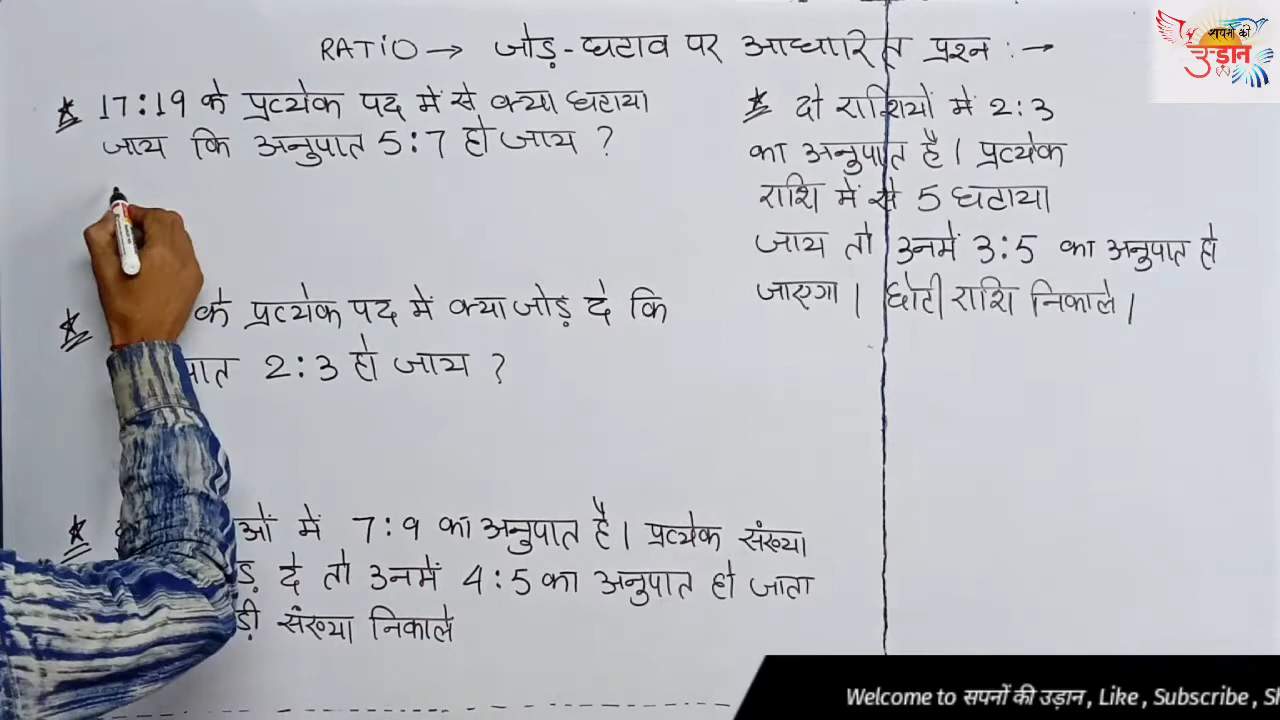 RATIO → जोड़ - घटाव पर आधारित प्रश्न : →
* 17:19 के प्रत्येक पद में से क्या घटाया
जाय कि अनुपात 5:7 हो जाय ?
के प्रत्येक पद में क्या जोड़ दे कि
2:3 हो जाय ?
में 7:9 का अनुपात है। प्रत्येक संख्या
दे तो उनमें 4:5 का अनुपात हो जाता
संख्या निकाले
* दो राशियों में 2:3
का अनुपात है। प्रत्येक
राशि में से 5 घटाया
जाय तो उनमें 3:5 का अनुपात हो
जाएगा। छोटी राशि निकाले।
सपनों की
उड़ान
Welcome to सपनों की उड़ान , Like , Subscribe ,